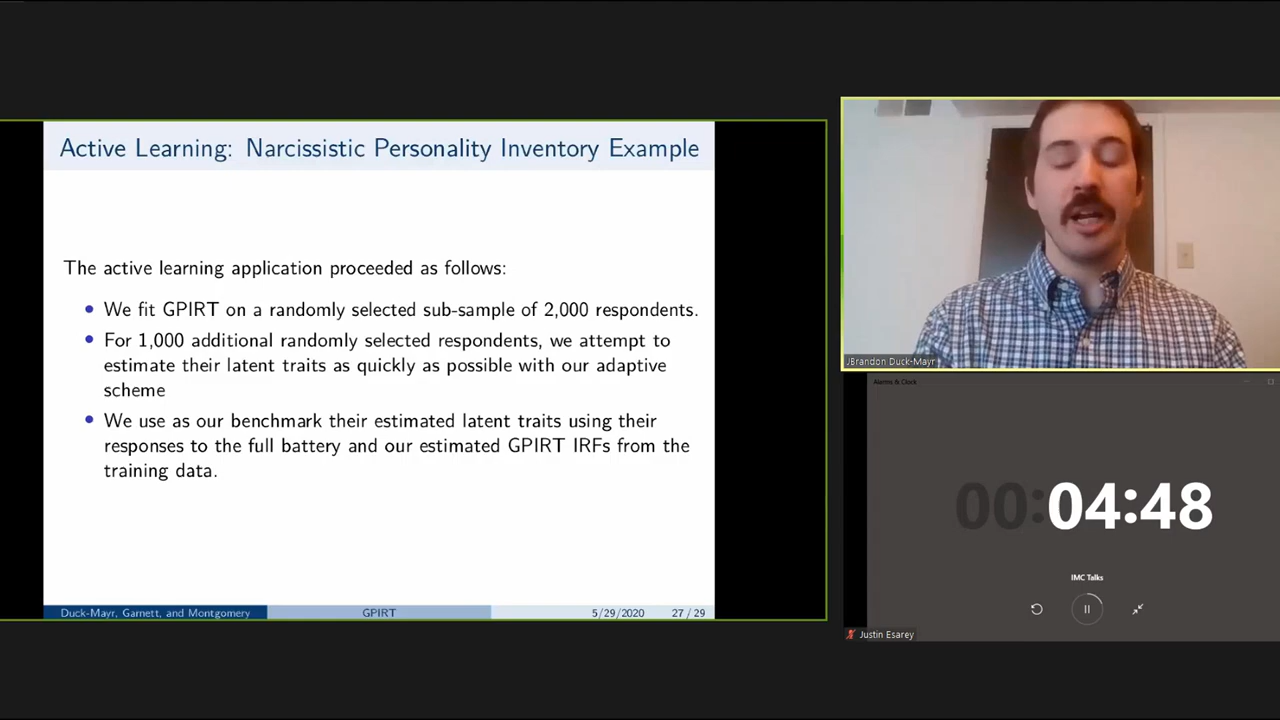 Active Learning: Narcissistic Personality Inventory Example
The active learning application proceeded as follows:
We fit GPIRT on a randomly selected sub-sample of 2,000 respondents.
For 1,000 additional randomly selected respondents, we attempt to
estimate their latent traits as quickly as possible with our adaptive
scheme
We use as our benchmark their estimated latent traits using their
responses to the full battery and our estimated GPIRT IRFs from the
training data.
Duck-Mayr, Garnett, and Montgomery
GPIRT
5/29/2020
27 / 29
JBrandon Duck-Mayr
Alarms & Clock
00:04:48
IMC Talks
Justin Esarey